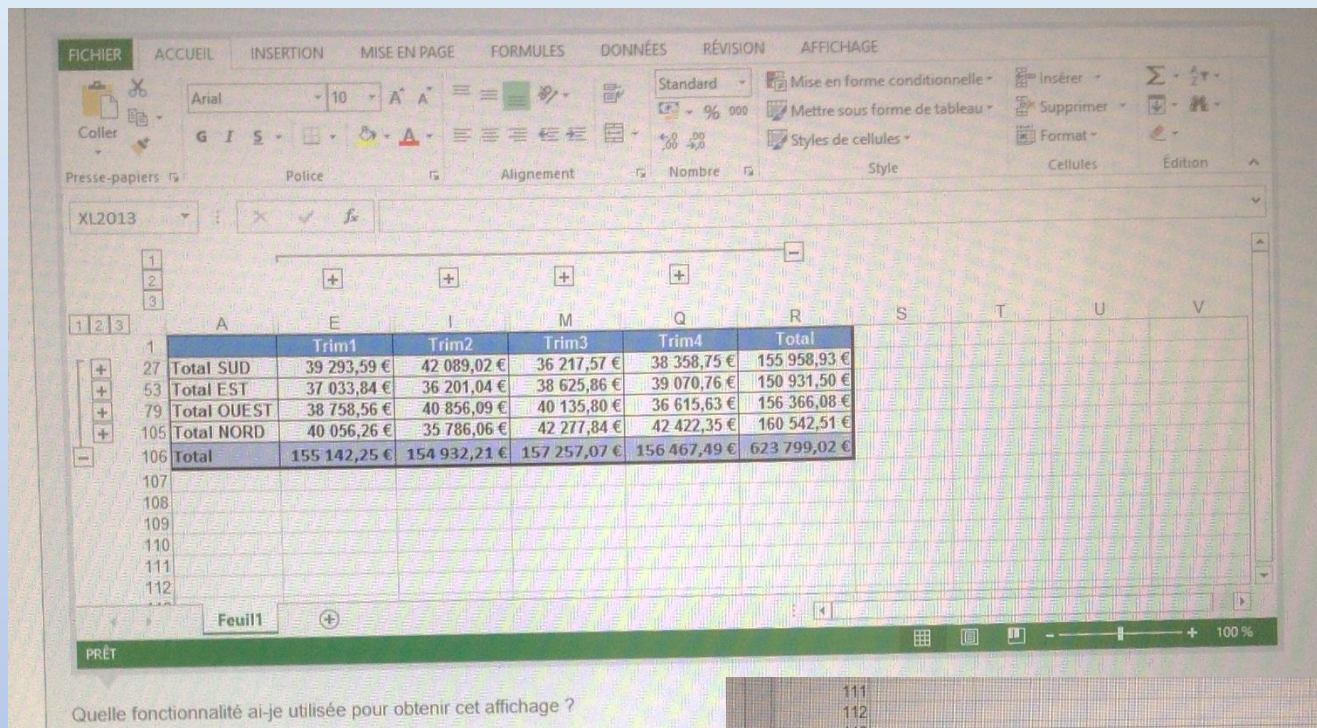 FICHIER ACCUEIL INSERTION MISE EN PAGE FORMULES DONNÉES RÉVISION AFFICHAGE
Coller
Arial 10 A A
G I S A
Standard
% 000
Mise en forme conditionnelle
Mettre sous forme de tableau
Styles de cellules
Insérer
Supprimer
Format
Presse-papiers Police Alignement Nombre Style Cellules Édition
XL2013 fx
1
2
3
1 2 3 A E I M Q R S T U V
1 Trim1 Trim2 Trim3 Trim4 Total
27 Total SUD 39 293,59 € 42 089,02 € 36 217,57 € 38 358,75 € 155 958,93 €
53 Total EST 37 033,84 € 36 201,04 € 38 625,86 € 39 070,76 € 150 931,50 €
79 Total OUEST 38 758,56 € 40 856,09 € 40 135,80 € 36 615,63 € 156 366,08 €
105 Total NORD 40 056,26 € 35 786,06 € 42 277,84 € 42 422,35 € 160 542,51 €
106 Total 155 142,25 € 154 932,21 € 157 257,07 € 156 467,49 € 623 799,02 €
107
108
109
110
111
112
Feuil1
PRÊT 100 %
Quelle fonctionnalité ai-je utilisée pour obtenir cet affichage ?
111
112